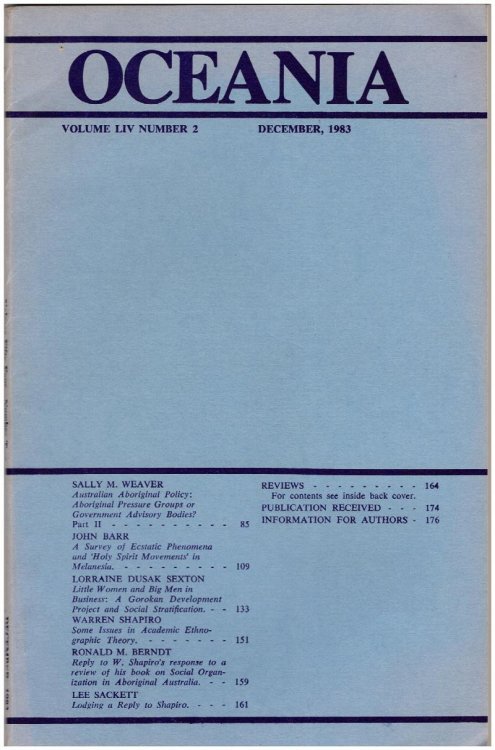 OCEANIA
VOLUME LIV NUMBER 2 DECEMBER, 1983
SALLY M. WEAVER
Australian Aboriginal Policy:
Aboriginal Pressure Groups or
Government Advisory Bodies?
Part II - - - - - - - - - - 85
JOHN BARR
A Survey of Ecstatic Phenomena
and 'Holy Spirit Movements' in
Melanesia. - - - - - - - - - 109
LORRAINE DUSAK SEXTON
Little Women and Big Men in
Business: A Gorokan Development
Project and Social Stratification. - - 133
WARREN SHAPIRO
Some Issues in Academic Ethno-
graphic Theory. - - - - - - - 151
RONALD M. BERNDT
Reply to W. Shapiro's response to a
review of his book on Social Organ-
ization in Aboriginal Australia. - - 159
LEE SACKETT
Lodging a Reply to Shapiro. - - - 161
REVIEWS - - - - - - - - - 164
For contents see inside back cover.
PUBLICATION RECEIVED - - - 174
INFORMATION FOR AUTHORS - 176